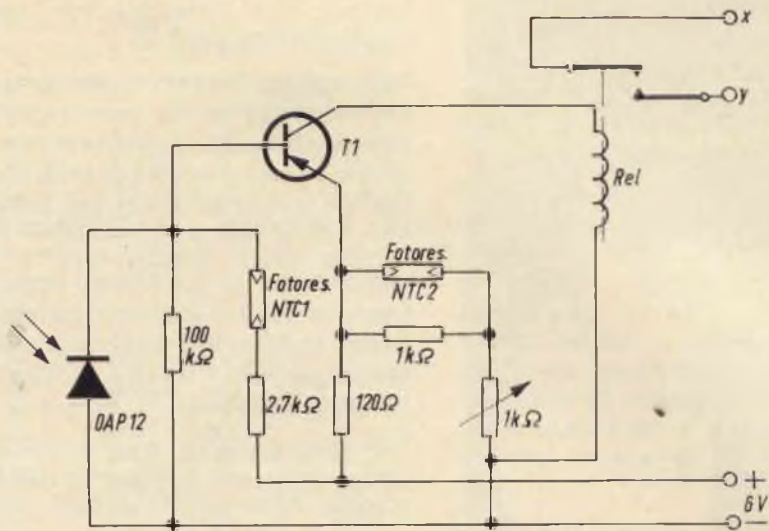 x
y
T1
Rel
Fotores.
NTC2
Fotores.
NTC1
100
kΩ
1kΩ
OAP12
2,7kΩ
120Ω
1kΩ
+
6V
−